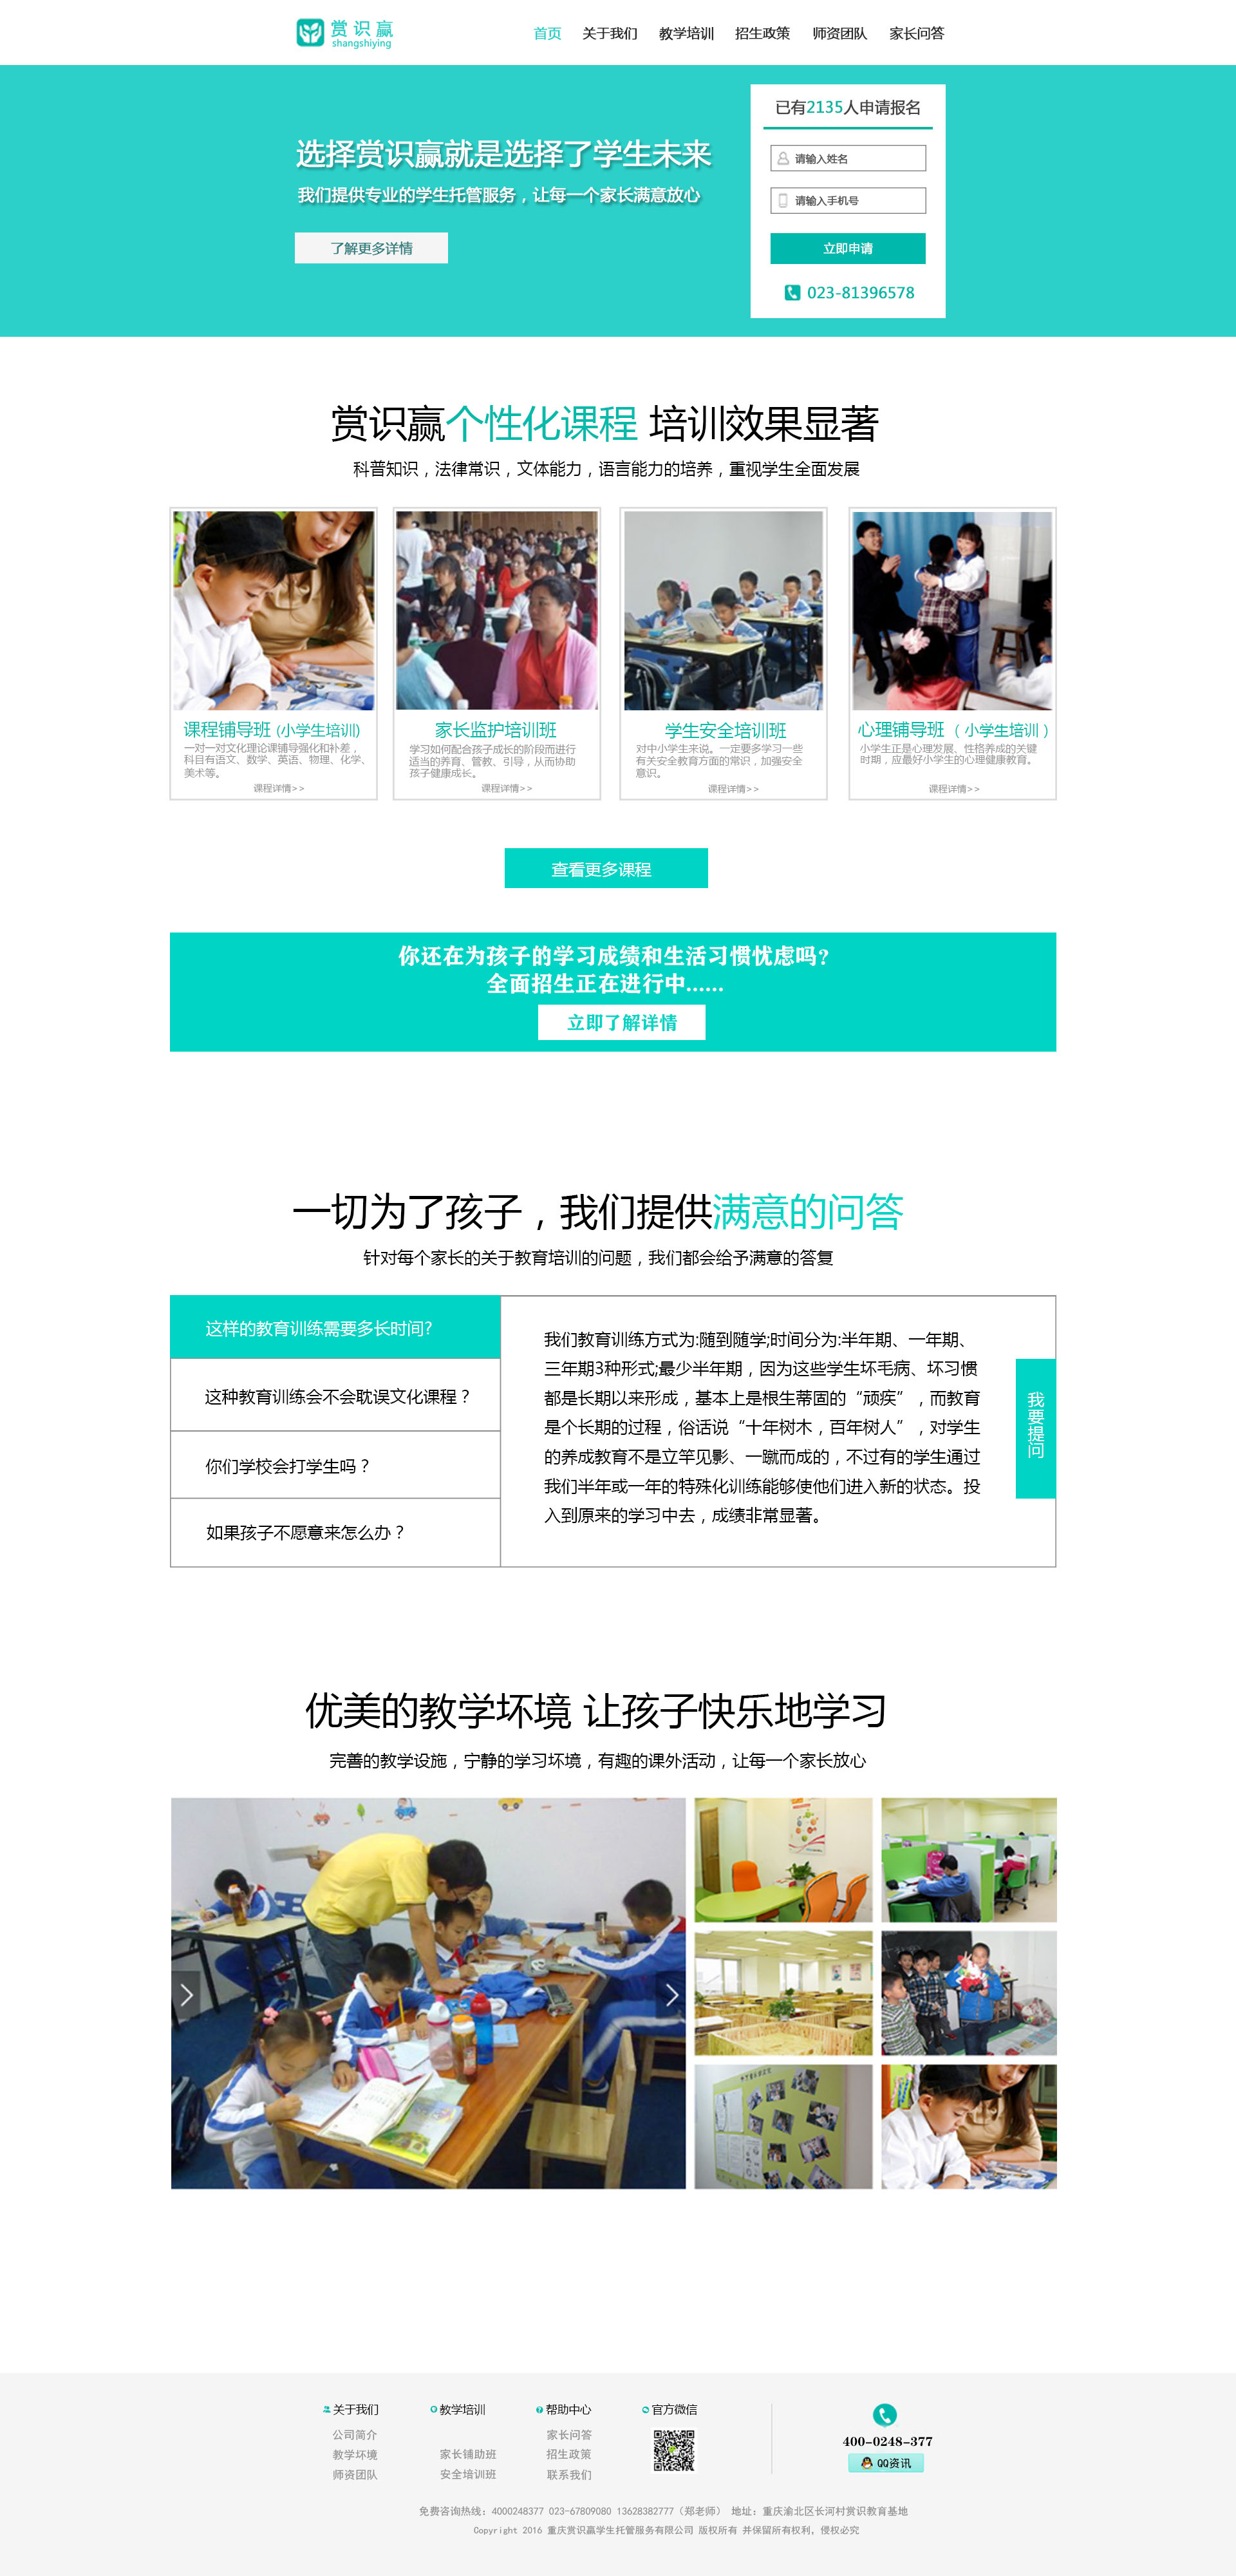 赏识赢
shangshiying
首页 关于我们 教学培训 招生政策 师资团队 家长问答
已有2135人申请报名
选择赏识赢就是选择了学生未来
我们提供专业的学生托管服务，让每一个家长满意放心
了解更多详情
请输入姓名
请输入手机号
立即申请
023-81396578
赏识赢个性化课程 培训效果显著
科普知识，法律常识，文体能力，语言能力的培养，重视学生全面发展
课程铺导班 (小学生培训)
一对一对文化理论课铺导强化和补差，
科目有语文、数学、英语、物理、化学、
美术等。
课程详情>>
家长监护培训班
学习如何配合孩子成长的阶段而进行
适当的养育、管教、引导，从而协助
孩子健康成长。
课程详情>>
学生安全培训班
对中小学生来说。一定要多学习一些
有关安全教育方面的常识，加强安全
意识。
课程详情>>
心理铺导班（小学生培训）
小学生正是心理发展、性格养成的关键
时期，应最好小学生的心理健康教育。
课程详情>>
查看更多课程
你还在为孩子的学习成绩和生活习惯忧虑吗?
全面招生正在进行中......
立即了解详情
一切为了孩子，我们提供满意的问答
针对每个家长的关于教育培训的问题，我们都会给予满意的答复
这样的教育训练需要多长时间?
这种教育训练会不会耽误文化课程？
你们学校会打学生吗？
如果孩子不愿意来怎么办？
我们教育训练方式为:随到随学;时间分为:半年期、一年期、
三年期3种形式;最少半年期，因为这些学生坏毛病、坏习惯
都是长期以来形成，基本上是根生蒂固的“顽疾”，而教育
是个长期的过程，俗话说“十年树木，百年树人”，对学生
的养成教育不是立竿见影、一蹴而成的，不过有的学生通过
我们半年或一年的特殊化训练能够使他们进入新的状态。投
入到原来的学习中去，成绩非常显著。
我要提问
优美的教学坏境 让孩子快乐地学习
完善的教学设施，宁静的学习坏境，有趣的课外活动，让每一个家长放心
关于我们
公司简介
教学坏境
师资团队
教学培训
家长铺助班
安全培训班
帮助中心
家长问答
招生政策
联系我们
官方微信
400-0248-377
QQ资讯
免费咨询热线：4000248377 023-67809080 13628382777（郑老师） 地址：重庆渝北区长河村赏识教育基地
Copyright 2016 重庆赏识赢学生托管服务有限公司 版权所有 并保留所有权利，侵权必究